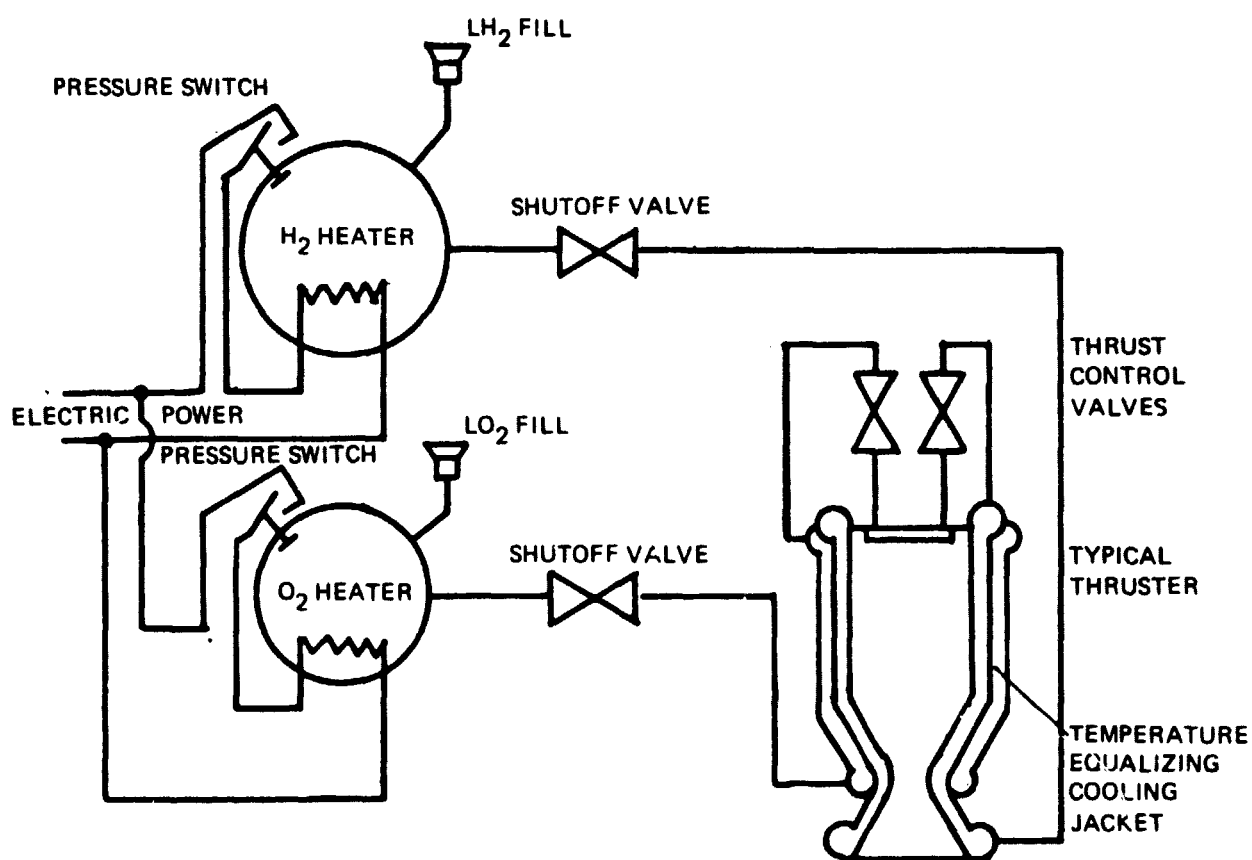 LH2 FILL
PRESSURE SWITCH
H2 HEATER
SHUTOFF VALVE
THRUST
CONTROL
VALVES
ELECTRIC POWER
PRESSURE SWITCH
LO2 FILL
SHUTOFF VALVE
O2 HEATER
TYPICAL
THRUSTER
TEMPERATURE
EQUALIZING
COOLING
JACKET